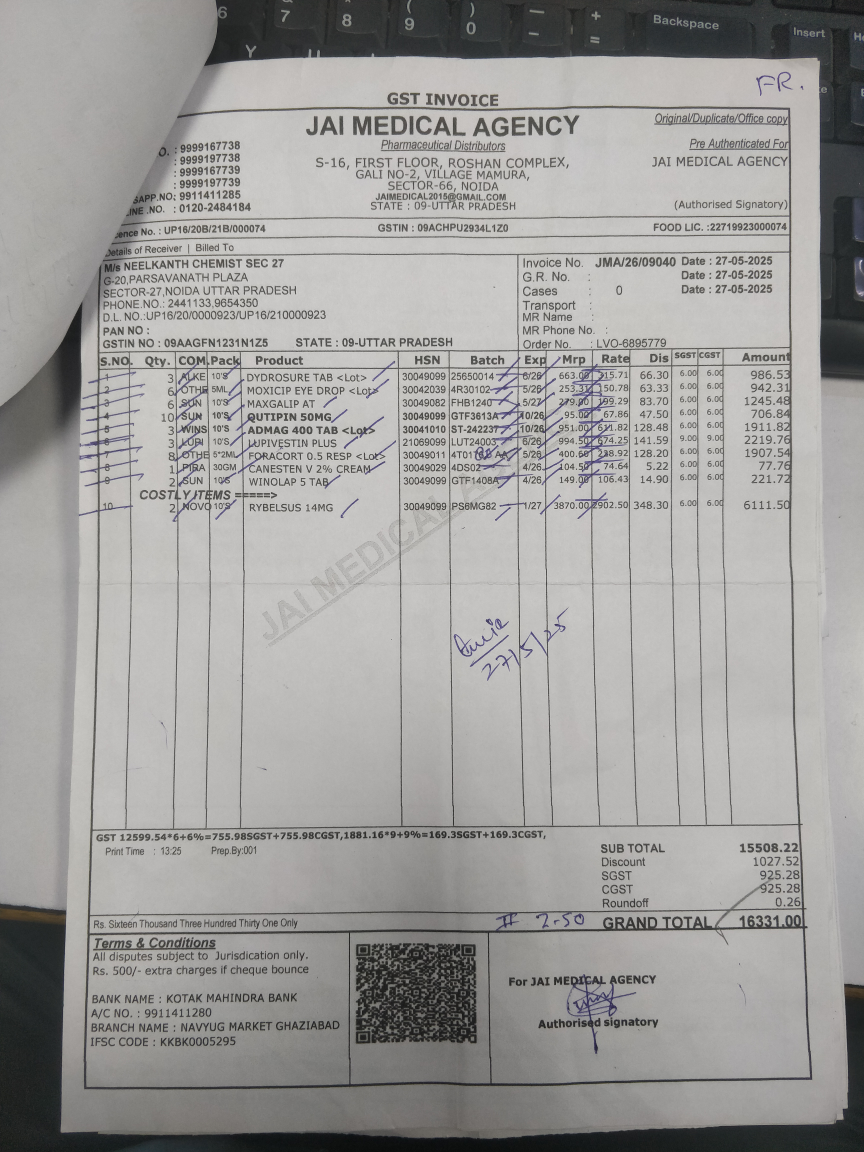 FR.
GST INVOICE
Original/Duplicate/Office copy
JAI MEDICAL AGENCY
Pharmaceutical Distributors
Pre Authenticated For
S-16, FIRST FLOOR, ROSHAN COMPLEX,
JAI MEDICAL AGENCY
GALI NO-2, VILLAGE MAMURA,
SECTOR-66, NOIDA
JAIMEDICAL2015@GMAIL.COM
STATE : 09-UTTAR PRADESH
(Authorised Signatory)
O. : 9999167738
: 9999197738
: 9999167739
: 9999197739
SAPP.NO: 9911411285
INE .NO. : 0120-2484184
ence No. : UP16/20B/21B/000074 GSTIN : 09ACHPU2934L1Z0 FOOD LIC. :22719923000074
Details of Receiver | Billed To
M/s NEELKANTH CHEMIST SEC 27
G-20,PARSAVANATH PLAZA
SECTOR-27,NOIDA UTTAR PRADESH
PHONE.NO.: 2441133,9654350
D.L.NO.:UP16/20/0000923/UP16/210000923
PAN NO :
GSTIN NO : 09AAGFN1231N1Z5 STATE : 09-UTTAR PRADESH
Invoice No. JMA/26/09040 Date : 27-05-2025
G.R. No. : Date : 27-05-2025
Cases : 0 Date : 27-05-2025
Transport :
MR Name :
MR Phone No. :
Order No. : LVO-6895779
S.NO. Qty. COM. Pack Product HSN Batch Exp Mrp Rate Dis SGST CGST Amount
1 3 ALKE 10'S DYDROSURE TAB <Lot> 30049099 25650014 6/26 663.00 315.71 66.30 6.00 6.00 986.53
2 6 OTHE 5ML MOXICIP EYE DROP <Lot> 30042039 4R30102 5/26 253.31 150.78 63.33 6.00 6.00 942.31
3 6 SUN 10'S MAXGALIP AT 30049082 FHB1240 5/27 279.00 199.29 83.70 6.00 6.00 1245.48
4 10 SUN 10'S QUTIPIN 50MG 30049099 GTF3613A 10/26 95.00 67.86 47.50 6.00 6.00 706.84
5 3 WINS 10'S ADMAG 400 TAB <Lot> 30041010 ST-24223T 10/26 951.00 611.82 128.48 6.00 6.00 1911.82
6 3 LUPI 10'S LUPIVESTIN PLUS 21069099 LUT24003 6/26 994.50 674.25 141.59 9.00 9.00 2219.76
7 8 OTHE 5*2ML FORACORT 0.5 RESP <Lot> 30049011 5/26 400.60 238.92 128.20 6.00 6.00 1907.54
8 1 PIRA 30GM CANESTEN V 2% CREAM 30049029 4DS02 4/26 104.50 74.64 5.22 6.00 6.00 77.76
9 2 SUN 10'S WINOLAP 5 TAB 30049099 GTF1408A 4/26 149.00 106.43 14.90 6.00 6.00 221.72
COSTLY ITEMS =====>
10 2 NOVO 10'S RYBELSUS 14MG 30049099 PS6MG82 1/27 3870.00 2902.50 348.30 6.00 6.00 6111.50
JAI MEDICAL
27/5/25
GST 12599.54*6+6%=755.98SGST+755.98CGST,1881.16*9+9%=169.3SGST+169.3CGST,
Print Time : 13:25 Prep.By:001
SUB TOTAL 15508.22
Discount 1027.52
SGST 925.28
CGST 925.28
Roundoff 0.26
Rs. Sixteen Thousand Three Hundred Thirty One Only
2.50
GRAND TOTAL 16331.00
Terms & Conditions
All disputes subject to Jurisdication only.
Rs. 500/- extra charges if cheque bounce
BANK NAME : KOTAK MAHINDRA BANK
A/C NO. : 9911411280
BRANCH NAME : NAVYUG MARKET GHAZIABAD
IFSC CODE : KKBK0005295
For JAI MEDICAL AGENCY
Authorised signatory
6 7 8 ( 9 ) 0 — - + = Backspace Insert
Y U